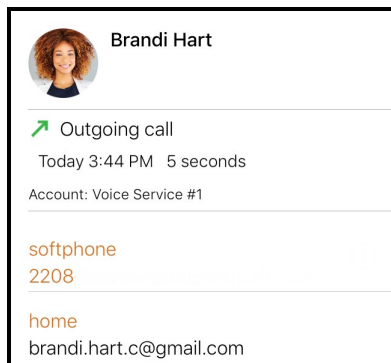 Brandi Hart
Outgoing call
Today 3:44 PM 5 seconds
Account: Voice Service #1
softphone
2208
home
brandi.hart.c@gmail.com